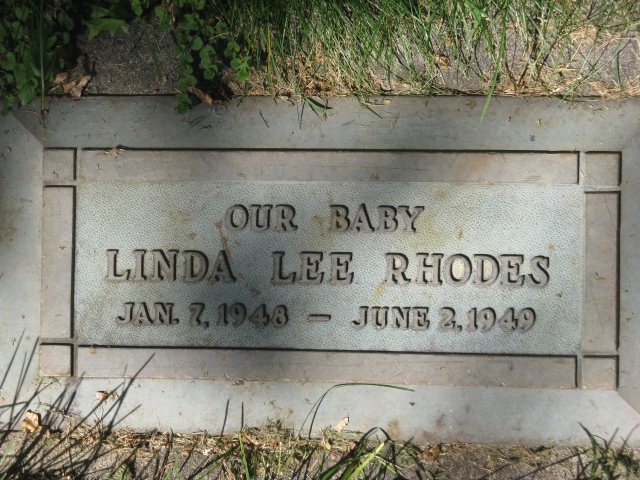 OUR BABY
LINDA LEE RHODES
JAN. 7, 1948 – JUNE 2, 1949